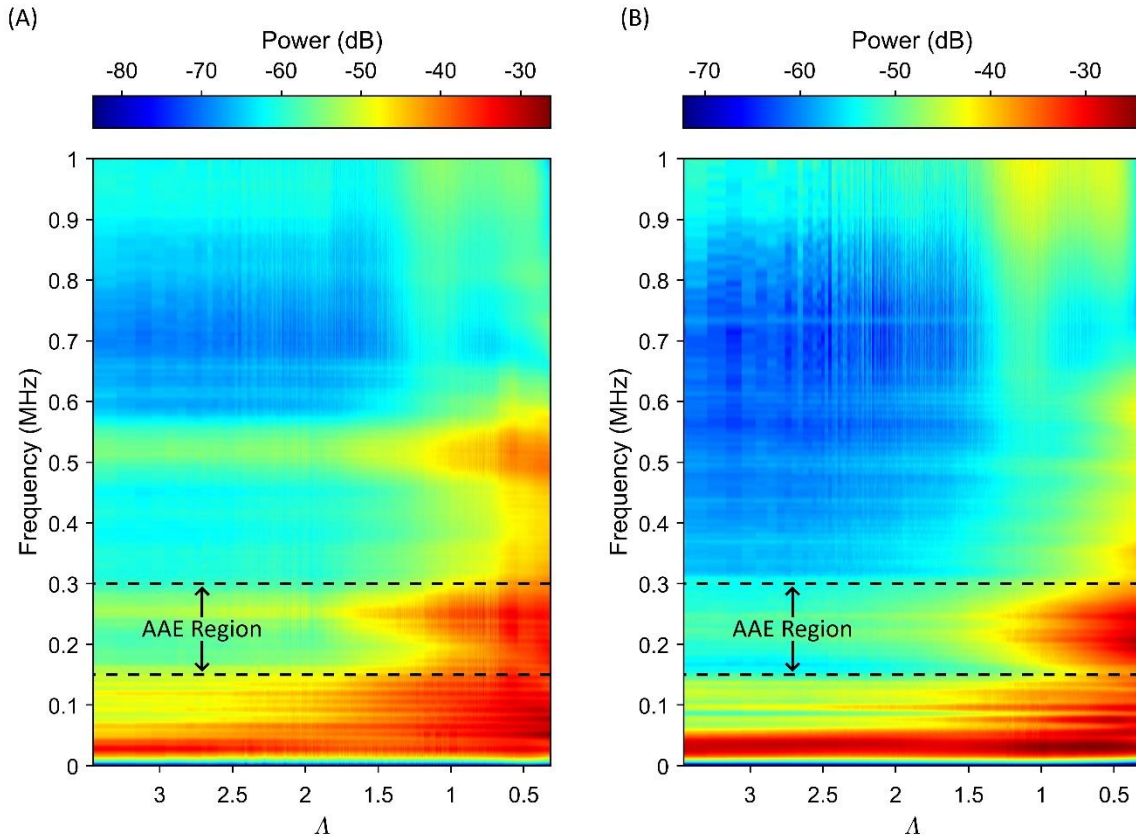 (A)
Power (dB)
-80 -70 -60 -50 -40 -30
1
0.9
0.8
0.7
0.6
0.5
0.4
0.3
0.2
0.1
0
Frequency (MHz)
AAE Region
3 2.5 2 1.5 1 0.5
Λ
(B)
Power (dB)
-70 -60 -50 -40 -30
1
0.9
0.8
0.7
0.6
0.5
0.4
0.3
0.2
0.1
0
Frequency (MHz)
AAE Region
3 2.5 2 1.5 1 0.5
Λ